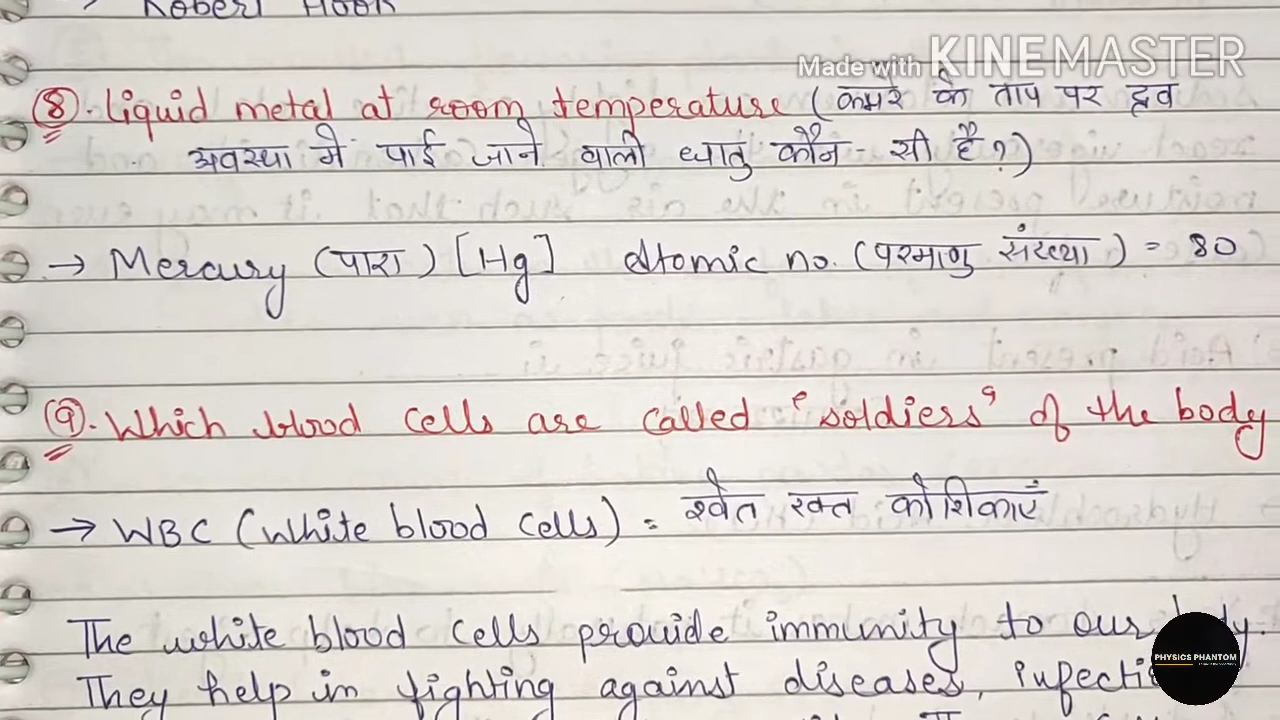 Robert Hook
Made with KINEMASTER
(8). Liquid metal at room temperature (कमरे के ताप पर द्रव
अवस्था में पाई जाने वाली धातु कौन-सी है?)
→ Mercury (पारा) [Hg] Atomic no. (परमाणु संख्या) = 80
(9). Which blood cells are called 'soldiers' of the body
→ WBC (White blood cells) = श्वेत रक्त कोशिकाएं
The white blood cells provide immunity to our
They help in fighting against diseases,
PHYSICS PHANTOM